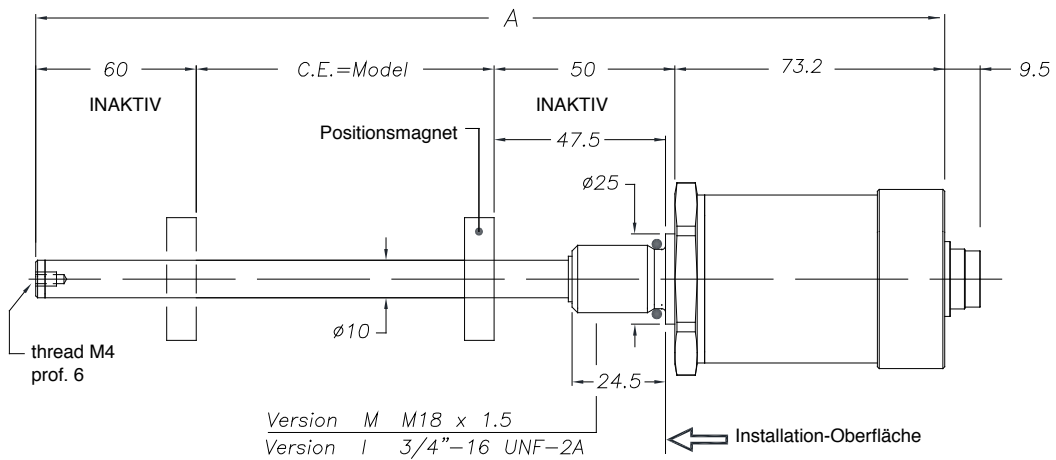 A
60
C.E.=Model
50
73.2
9.5
INAKTIV
INAKTIV
Positionsmagnet
47.5
ø25
ø10
thread M4
prof. 6
24.5
Version M M18 x 1.5
Version I 3/4"-16 UNF-2A
Installation-Oberfläche